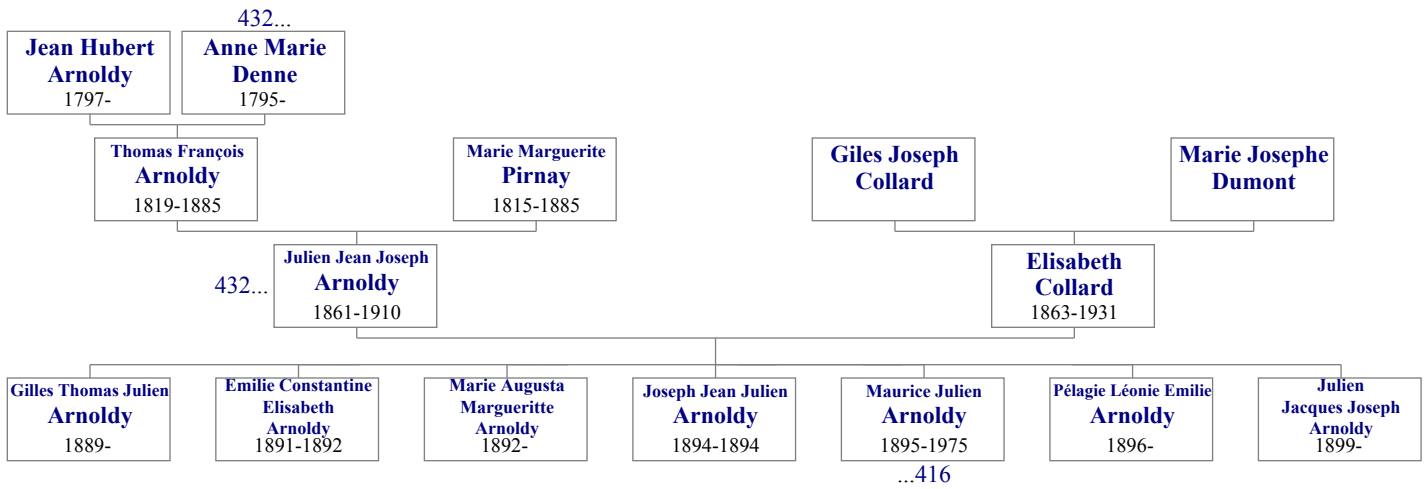 432...
Jean Hubert
Arnoldy
1797-
Anne Marie
Denne
1795-
Thomas François
Arnoldy
1819-1885
Marie Marguerite
Pirnay
1815-1885
Giles Joseph
Collard
Marie Josephe
Dumont
432...
Julien Jean Joseph
Arnoldy
1861-1910
Elisabeth
Collard
1863-1931
Gilles Thomas Julien
Arnoldy
1889-
Emilie Constantine
Elisabeth
Arnoldy
1891-1892
Marie Augusta
Margueritte
Arnoldy
1892-
Joseph Jean Julien
Arnoldy
1894-1894
Maurice Julien
Arnoldy
1895-1975
...416
Pélagie Léonie Emilie
Arnoldy
1896-
Julien
Jacques Joseph
Arnoldy
1899-